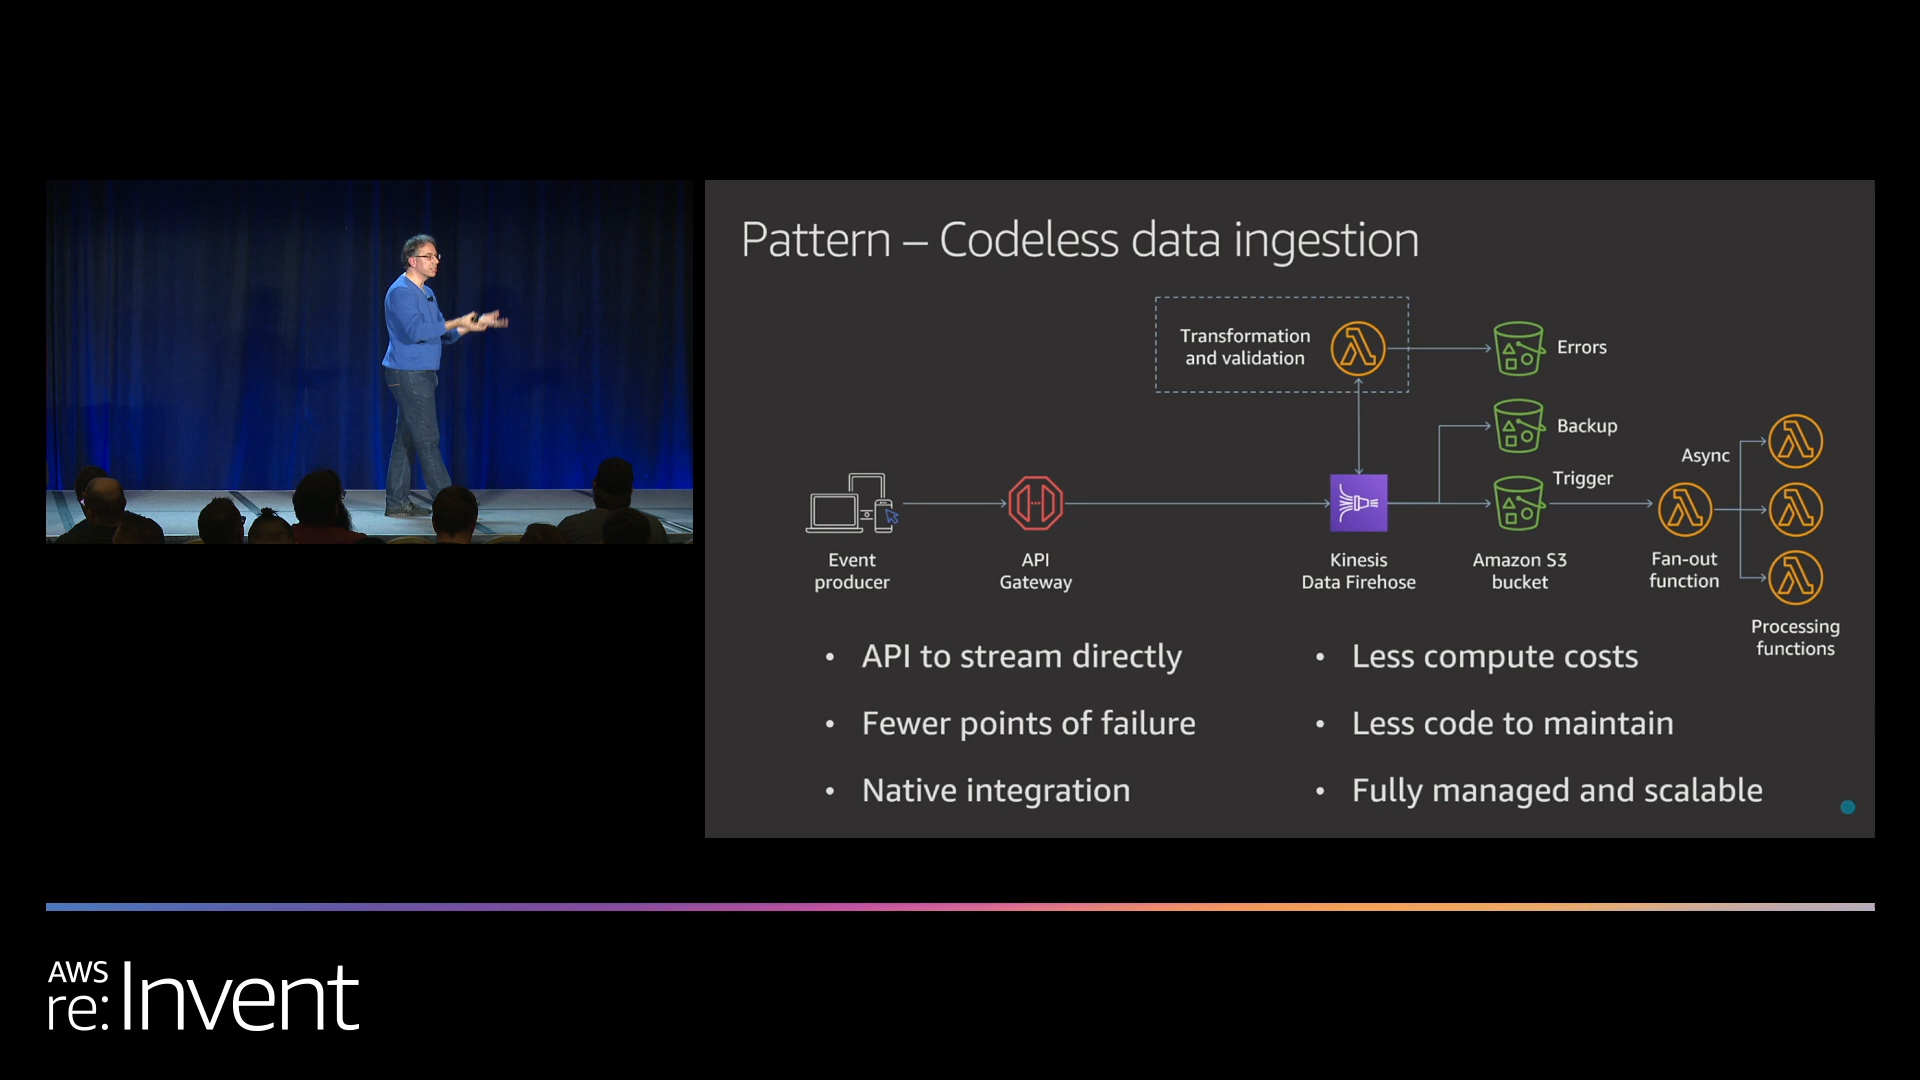 Pattern – Codeless data ingestion
Transformation
and validation
Errors
Backup
Async
Trigger
Event
producer
API
Gateway
Kinesis
Data Firehose
Amazon S3
bucket
Fan-out
function
Processing
functions
• API to stream directly
• Fewer points of failure
• Native integration
• Less compute costs
• Less code to maintain
• Fully managed and scalable
AWS
re:Invent